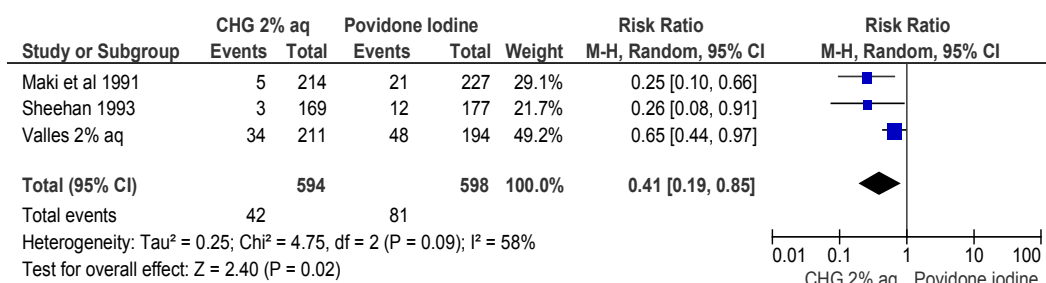 CHG 2% aq Povidone Iodine Risk Ratio Risk Ratio
Study or Subgroup Events Total Events Total Weight M-H, Random, 95% CI M-H, Random, 95% CI
Maki et al 1991 5 214 21 227 29.1% 0.25 [0.10, 0.66]
Sheehan 1993 3 169 12 177 21.7% 0.26 [0.08, 0.91]
Valles 2% aq 34 211 48 194 49.2% 0.65 [0.44, 0.97]
Total (95% CI) 594 598 100.0% 0.41 [0.19, 0.85]
Total events 42 81
Heterogeneity: Tau² = 0.25; Chi² = 4.75, df = 2 (P = 0.09); I² = 58%
Test for overall effect: Z = 2.40 (P = 0.02)
0.01 0.1 1 10 100
CHG 2% aq Povidone iodine